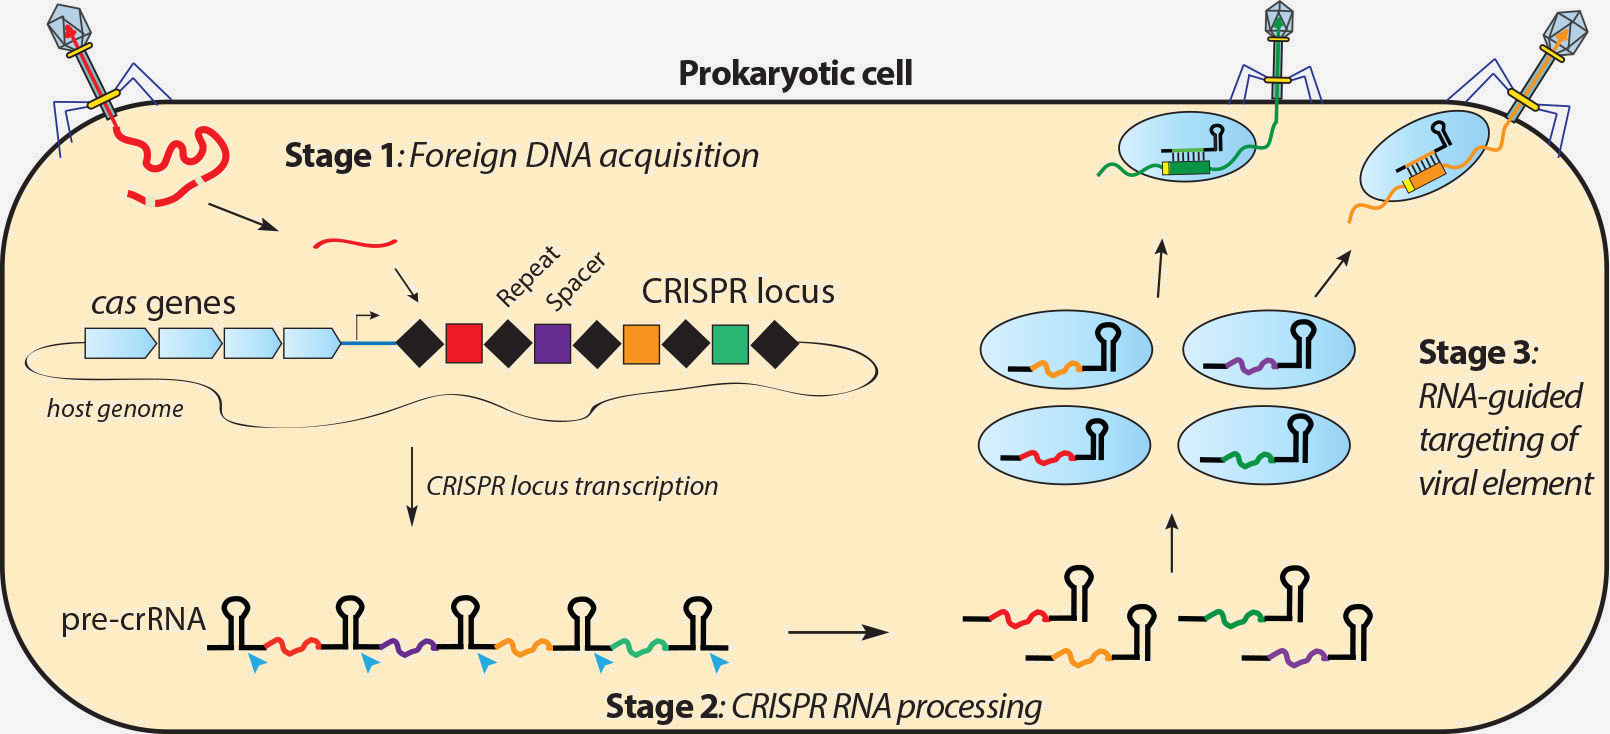 Prokaryotic cell
Stage 1: Foreign DNA acquisition
Repeat
Spacer
cas genes
CRISPR locus
host genome
CRISPR locus transcription
pre-crRNA
Stage 2: CRISPR RNA processing
Stage 3:
RNA-guided
targeting of
viral element